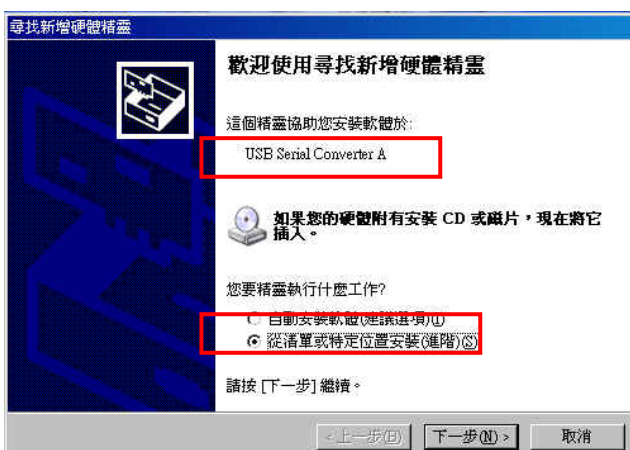 尋找新增硬體精靈
歡迎使用尋找新增硬體精靈
這個精靈協助您安裝軟體於:
USB Serial Converter A
如果您的硬體附有安裝 CD 或磁片,現在將它
插入。
您要精靈執行什麼工作?
自動安裝軟體(建議選項)(I)
從清單或特定位置安裝(進階)(S)
請按 [下一步] 繼續。
<上一步(B) 下一步(N) > 取消